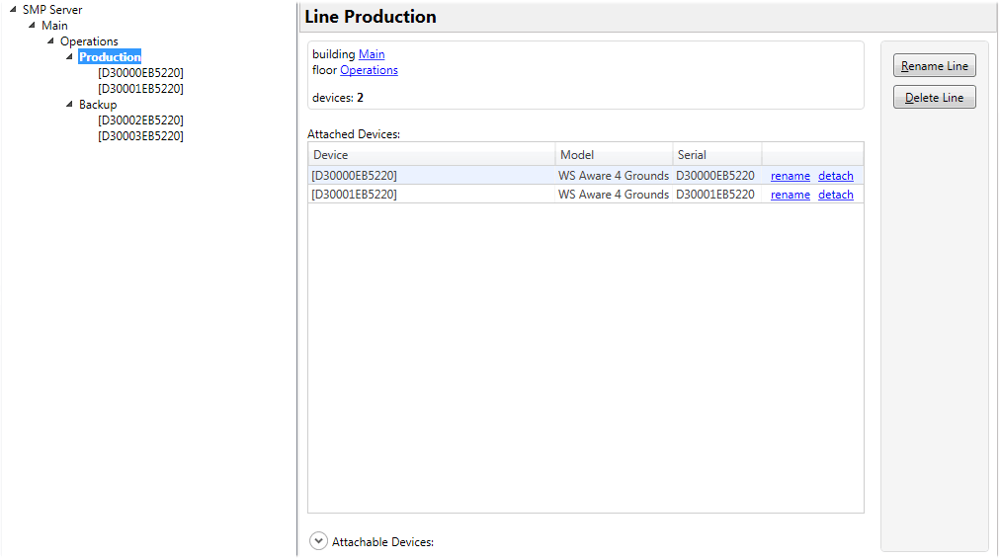 SMP Server
Main
Operations
Production
[D30000EB5220]
[D30001EB5220]
Backup
[D30002EB5220]
[D30003EB5220]
Line Production
building Main
floor Operations
devices: 2
Rename Line
Delete Line
Attached Devices:
Device Model Serial
[D30000EB5220] WS Aware 4 Grounds D30000EB5220 rename detach
[D30001EB5220] WS Aware 4 Grounds D30001EB5220 rename detach
Attachable Devices: